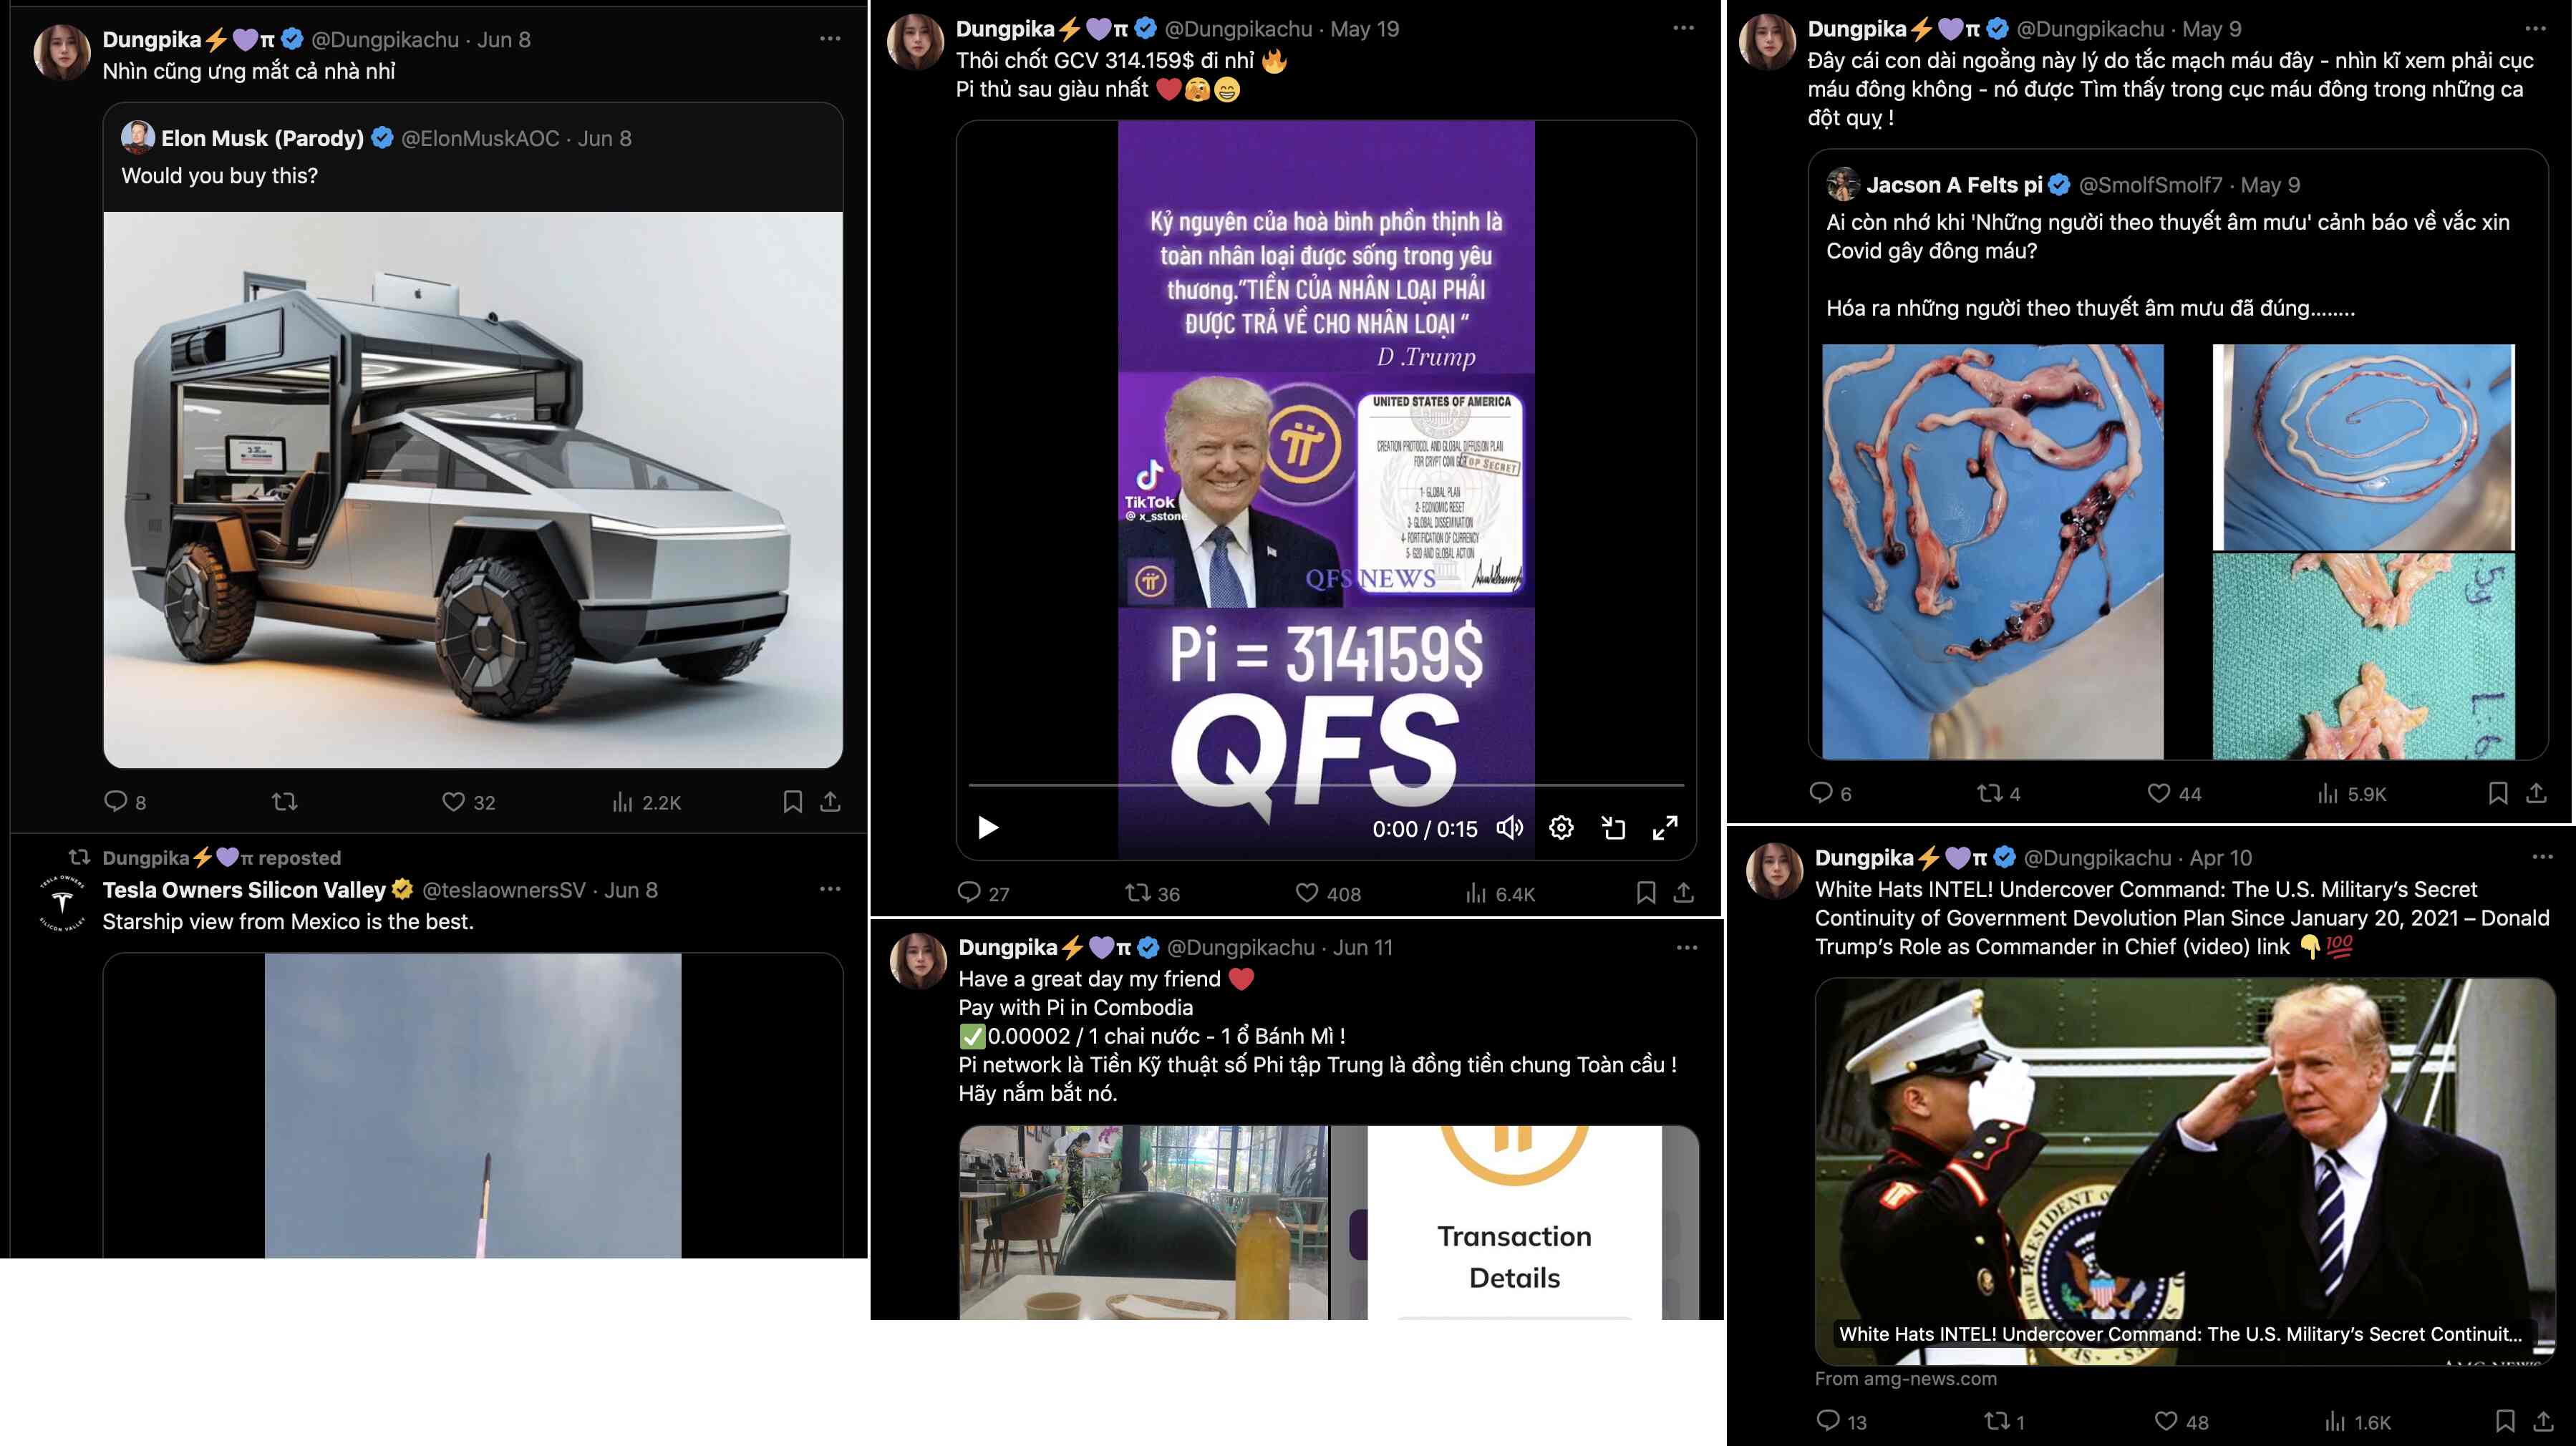 Dungpika⚡💜π @Dungpikachu · Jun 8
Nhìn cũng ưng mắt cả nhà nhỉ
Elon Musk (Parody) @ElonMuskAOC · Jun 8
Would you buy this?
8 32 2.2K
Dungpika⚡💜π reposted
Tesla Owners Silicon Valley @teslaownersSV · Jun 8
Starship view from Mexico is the best.
TESLA OWNERS
SILICON VALLEY
Dungpika⚡💜π @Dungpikachu · May 19
Thôi chốt GCV 314.159$ đi nhỉ 🔥
Pi thủ sau giàu nhất ❤️🫣😁
Kỷ nguyên của hoà bình phồn thịnh là
toàn nhân loại được sống trong yêu
thương."TIỀN CỦA NHÂN LOẠI PHẢI
ĐƯỢC TRẢ VỀ CHO NHÂN LOẠI "
D .Trump
UNITED STATES OF AMERICA
CREATION PROTOCOL AND GLOBAL DIFFUSION PLAN
FOR CRYPT COIN
TOP SECRET
1- GLOBAL PLAN
2- ECONOMIC RESET
3- GLOBAL DISSEMINATION
4- FORTIFICATION OF CURRENCY
5- G20 AND GLOBAL ACTION
TikTok
@ x_sstone
QFS NEWS
Pi = 314159$
QFS
0:00 / 0:15
27 36 408 6.4K
Dungpika⚡💜π @Dungpikachu · Jun 11
Have a great day my friend ❤️
Pay with Pi in Combodia
✅0.00002 / 1 chai nước - 1 ổ Bánh Mì !
Pi network là Tiền Kỹ thuật số Phi tập Trung là đồng tiền chung Toàn cầu !
Hãy nắm bắt nó.
Transaction
Details
Dungpika⚡💜π @Dungpikachu · May 9
Đây cái con dài ngoằng này lý do tắc mạch máu đây - nhìn kĩ xem phải cục
máu đông không - nó được Tìm thấy trong cục máu đông trong những ca
đột quỵ !
Jacson A Felts pi @SmolfSmolf7 · May 9
Ai còn nhớ khi 'Những người theo thuyết âm mưu' cảnh báo về vắc xin
Covid gây đông máu?
Hóa ra những người theo thuyết âm mưu đã đúng........
6 4 44 5.9K
Dungpika⚡💜π @Dungpikachu · Apr 10
White Hats INTEL! Undercover Command: The U.S. Military’s Secret
Continuity of Government Devolution Plan Since January 20, 2021 – Donald
Trump’s Role as Commander in Chief (video) link 👇💯
White Hats INTEL! Undercover Command: The U.S. Military’s Secret Continuit...
From amg-news.com
13 1 48 1.6K